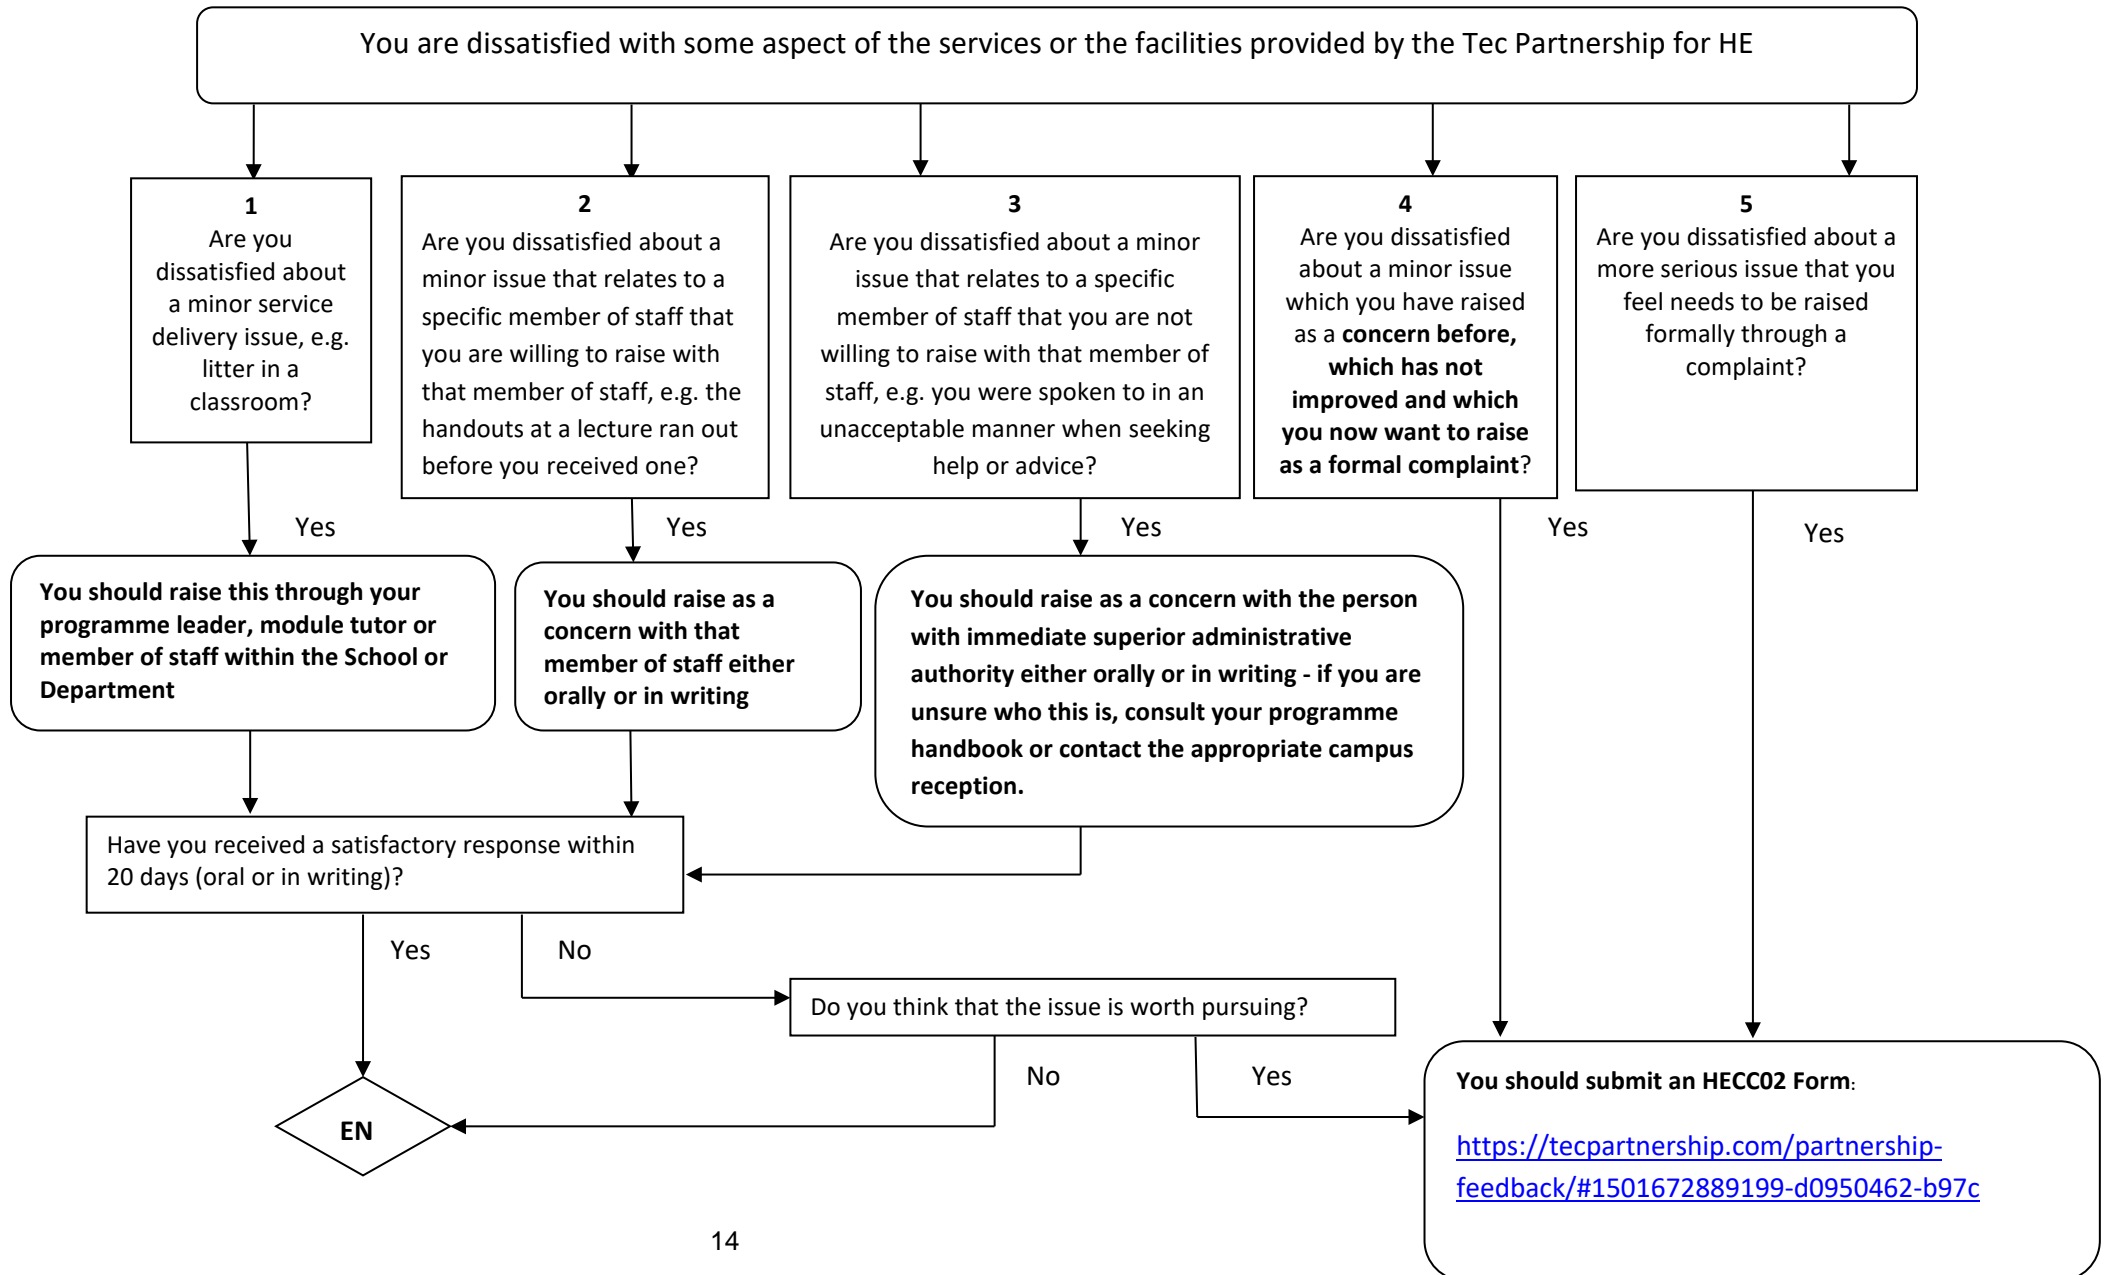 You are dissatisfied with some aspect of the services or the facilities provided by the Tec Partnership for HE
1
Are you
dissatisfied about
a minor service
delivery issue, e.g.
litter in a
classroom?
2
Are you dissatisfied about a
minor issue that relates to a
specific member of staff that
you are willing to raise with
that member of staff, e.g. the
handouts at a lecture ran out
before you received one?
3
Are you dissatisfied about a minor
issue that relates to a specific
member of staff that you are not
willing to raise with that member of
staff, e.g. you were spoken to in an
unacceptable manner when seeking
help or advice?
4
Are you dissatisfied
about a minor issue
which you have raised
as a concern before,
which has not
improved and which
you now want to raise
as a formal complaint?
5
Are you dissatisfied about a
more serious issue that you
feel needs to be raised
formally through a
complaint?
Yes
Yes
Yes
Yes
Yes
You should raise this through your
programme leader, module tutor or
member of staff within the School or
Department
You should raise as a
concern with that
member of staff either
orally or in writing
You should raise as a concern with the person
with immediate superior administrative
authority either orally or in writing - if you are
unsure who this is, consult your programme
handbook or contact the appropriate campus
reception.
Have you received a satisfactory response within
20 days (oral or in writing)?
Yes
No
Do you think that the issue is worth pursuing?
No
Yes
EN
You should submit an HECC02 Form:
https://tecpartnership.com/partnership-
feedback/#1501672889199-d0950462-b97c
14